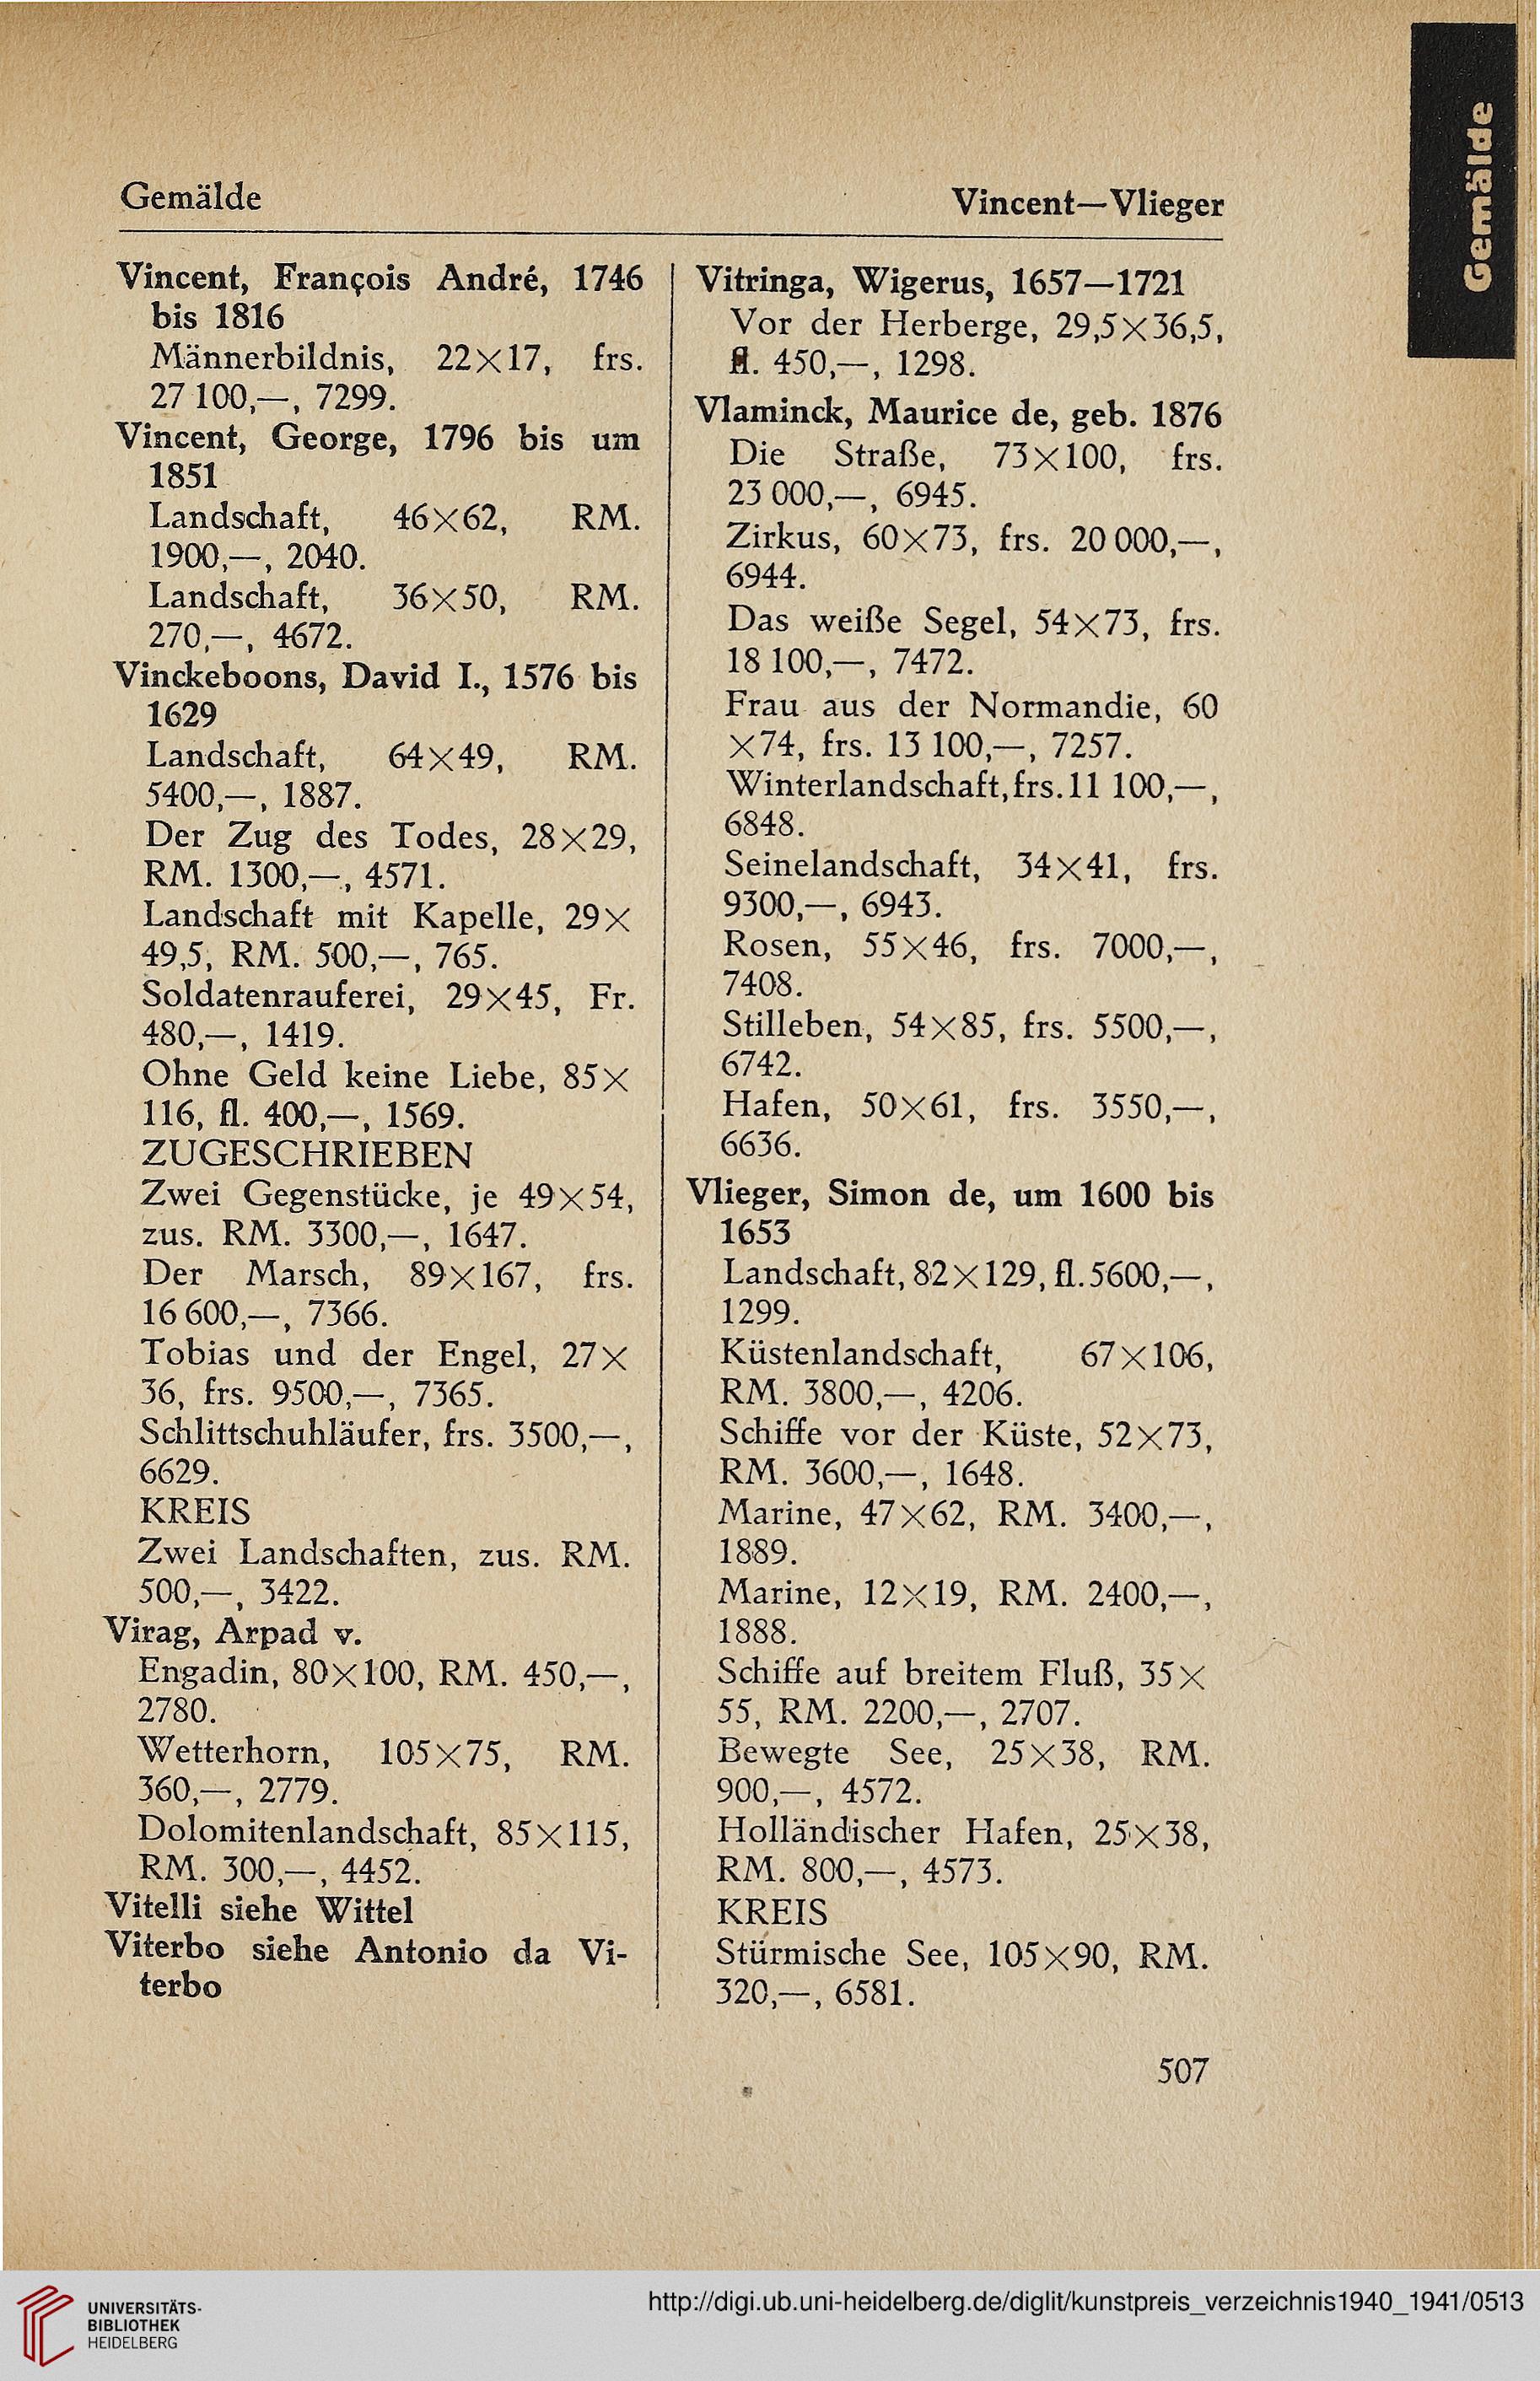 Gemälde
Vincent—Vlieger
Vincent, François André, 1746
bis 1816
Männerbildnis, 22×17, frs.
27 100,—, 7299.
Vincent, George, 1796 bis um
1851
Landschaft, 46×62, RM.
1900,—, 2040.
Landschaft, 36×50, RM.
270,—, 4672.
Vinckeboons, David I., 1576 bis
1629
Landschaft, 64×49, RM.
5400,—, 1887.
Der Zug des Todes, 28×29,
RM. 1300,—, 4571.
Landschaft mit Kapelle, 29×
49,5, RM. 500,—, 765.
Soldatenrauferei, 29×45, Fr.
480,—, 1419.
Ohne Geld keine Liebe, 85×
116, fl. 400,—, 1569.
ZUGESCHRIEBEN
Zwei Gegenstücke, je 49×54,
zus. RM. 3300,—, 1647.
Der Marsch, 89×167, frs.
16 600,—, 7366.
Tobias und der Engel, 27×
36, frs. 9500,—, 7365.
Schlittschuhläufer, frs. 3500,—,
6629.
KREIS
Zwei Landschaften, zus. RM.
500,—, 3422.
Virag, Arpad v.
Engadin, 80×100, RM. 450,—,
2780.
Wetterhorn, 105×75, RM.
360,—, 2779.
Dolomitenlandschaft, 85×115,
RM. 300,—, 4452.
Vitelli siehe Wittel
Viterbo siehe Antonio da Vi-
terbo
Vitringa, Wigerus, 1657—1721
Vor der Herberge, 29,5×36,5,
fl. 450,—, 1298.
Vlaminck, Maurice de, geb. 1876
Die Straße, 73×100, frs.
23 000,—, 6945.
Zirkus, 60×73, frs. 20 000,—,
6944.
Das weiße Segel, 54×73, frs.
18 100,—, 7472.
Frau aus der Normandie, 60
×74, frs. 13 100,—, 7257.
Winterlandschaft, frs. 11 100,—,
6848.
Seinelandschaft, 34×41, frs.
9300,—, 6943.
Rosen, 55×46, frs. 7000,—,
7408.
Stilleben, 54×85, frs. 5500,—,
6742.
Hafen, 50×61, frs. 3550,—,
6636.
Vlieger, Simon de, um 1600 bis
1653
Landschaft, 82×129, fl. 5600,—,
1299.
Küstenlandschaft, 67×106,
RM. 3800,—, 4206.
Schiffe vor der Küste, 52×73,
RM. 3600,—, 1648.
Marine, 47×62, RM. 3400,—,
1889.
Marine, 12×19, RM. 2400,—,
1888.
Schiffe auf breitem Fluß, 35×
55, RM. 2200,—, 2707.
Bewegte See, 25×38, RM.
900,—, 4572.
Holländischer Hafen, 25×38,
RM. 800,—, 4573.
KREIS
Stürmische See, 105×90, RM.
320,—, 6581.
507
Gemälde
UNIVERSITÄTS-
BIBLIOTHEK
HEIDELBERG
http://digi.ub.uni-heidelberg.de/diglit/kunstpreis_verzeichnis1940_1941/0513